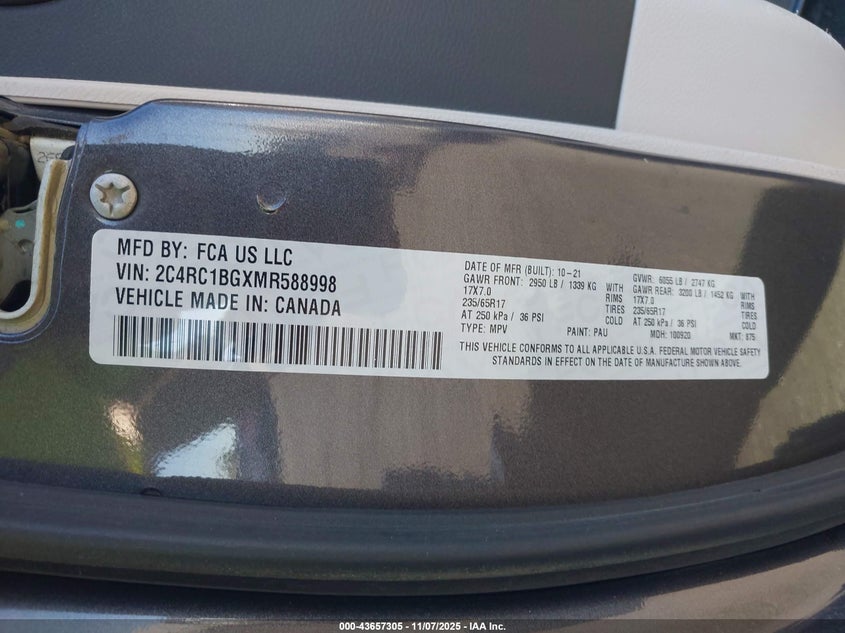 MFD BY: FCA US LLC
VIN: 2C4RC1BGXMR588998
VEHICLE MADE IN: CANADA
DATE OF MFR (BUILT): 10-21 GVWR: 6055 LB / 2747 KG
GAWR FRONT: 2950 LB / 1339 KG WITH GAWR REAR: 3200 LB / 1452 KG WITH
17X7.0 RIMS 17X7.0 RIMS
235/65R17 TIRES 235/65R17 TIRES
AT 250 kPa / 36 PSI COLD AT 250 kPa / 36 PSI COLD
TYPE: MPV PAINT: PAU MDH: 100920 MKT: 875
THIS VEHICLE CONFORMS TO ALL APPLICABLE U.S.A. FEDERAL MOTOR VEHICLE SAFETY
STANDARDS IN EFFECT ON THE DATE OF MANUFACTURE SHOWN ABOVE.
000-43657305 - 11/07/2025 - IAA Inc.